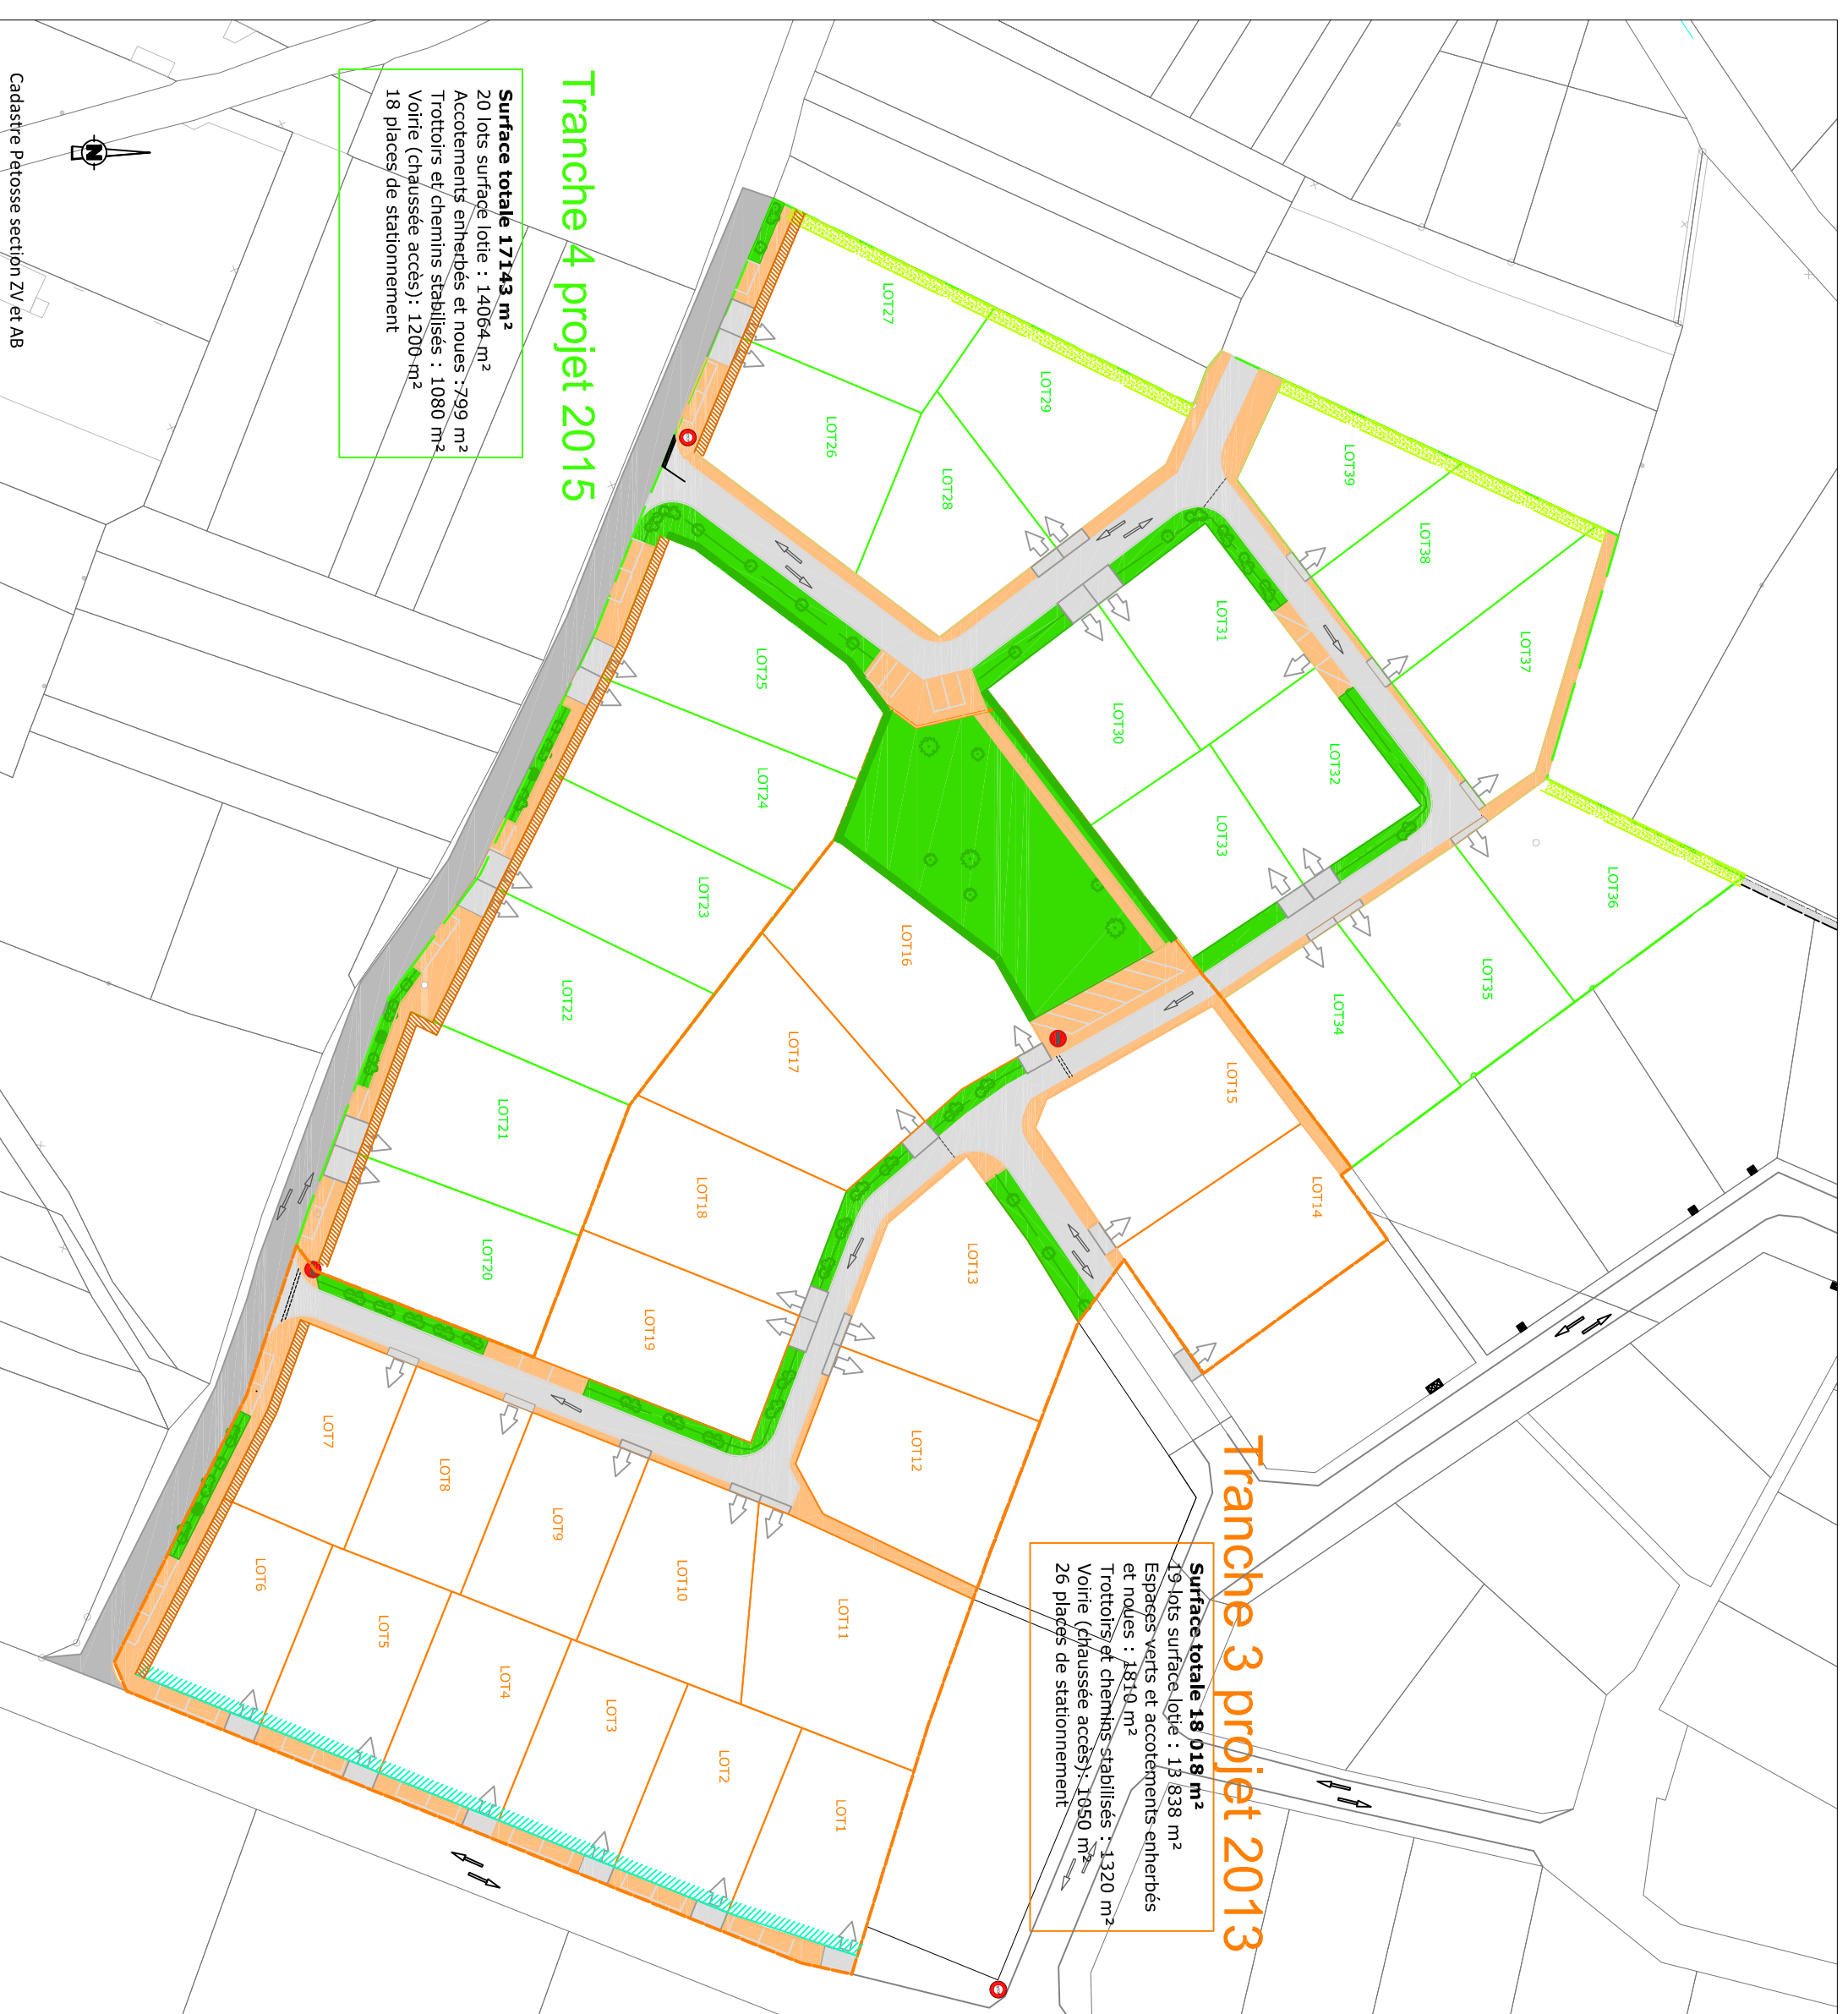 Tranche 4 projet 2015
Surface totale 17143 m²
20 lots surface lotie : 14064 m²
Accotements enherbés et noues :799 m²
Trottoirs et chemins stabilisés : 1080 m²
Voirie (chaussée accès): 1200 m²
18 places de stationnement
Cadastre Petosse section ZV et AB
N
Tranche 3 projet 2013
Surface totale 18 018 m²
19 lots surface lotie : 13 838 m²
Espaces verts et accotements enherbés
et noues : 1810 m²
Trottoirs et chemins stabilisés : 1320 m²
Voirie (chaussée accès): 1050 m²
26 places de stationnement
LOT27
LOT29
LOT26
LOT28
LOT39
LOT38
LOT37
LOT31
LOT30
LOT32
LOT33
LOT36
LOT35
LOT34
LOT25
LOT24
LOT23
LOT22
LOT21
LOT20
LOT16
LOT17
LOT18
LOT19
LOT15
LOT14
LOT13
LOT12
LOT7
LOT8
LOT9
LOT10
LOT11
LOT6
LOT5
LOT4
LOT3
LOT2
LOT1